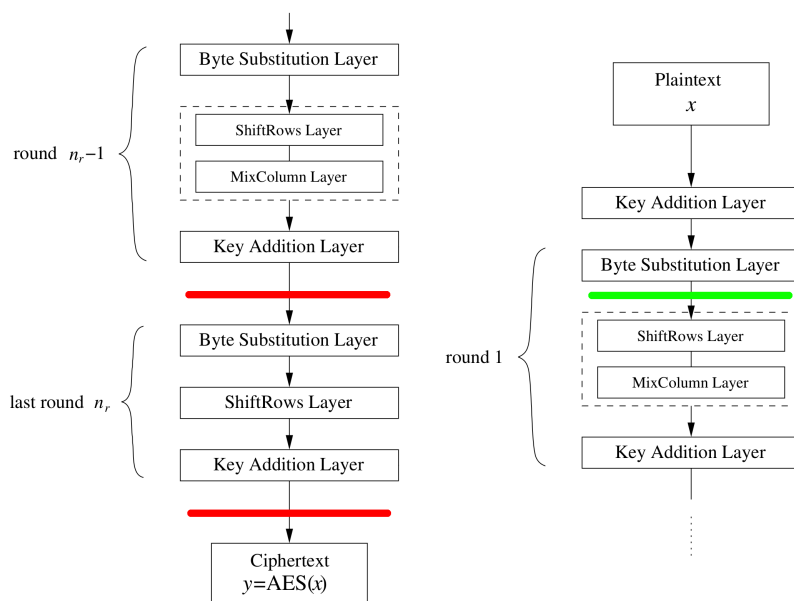 Byte Substitution Layer
ShiftRows Layer
MixColumn Layer
round n_r−1
Key Addition Layer
Byte Substitution Layer
last round n_r
ShiftRows Layer
Key Addition Layer
Ciphertext
y=AES(x)
Plaintext
x
Key Addition Layer
Byte Substitution Layer
ShiftRows Layer
round 1
MixColumn Layer
Key Addition Layer